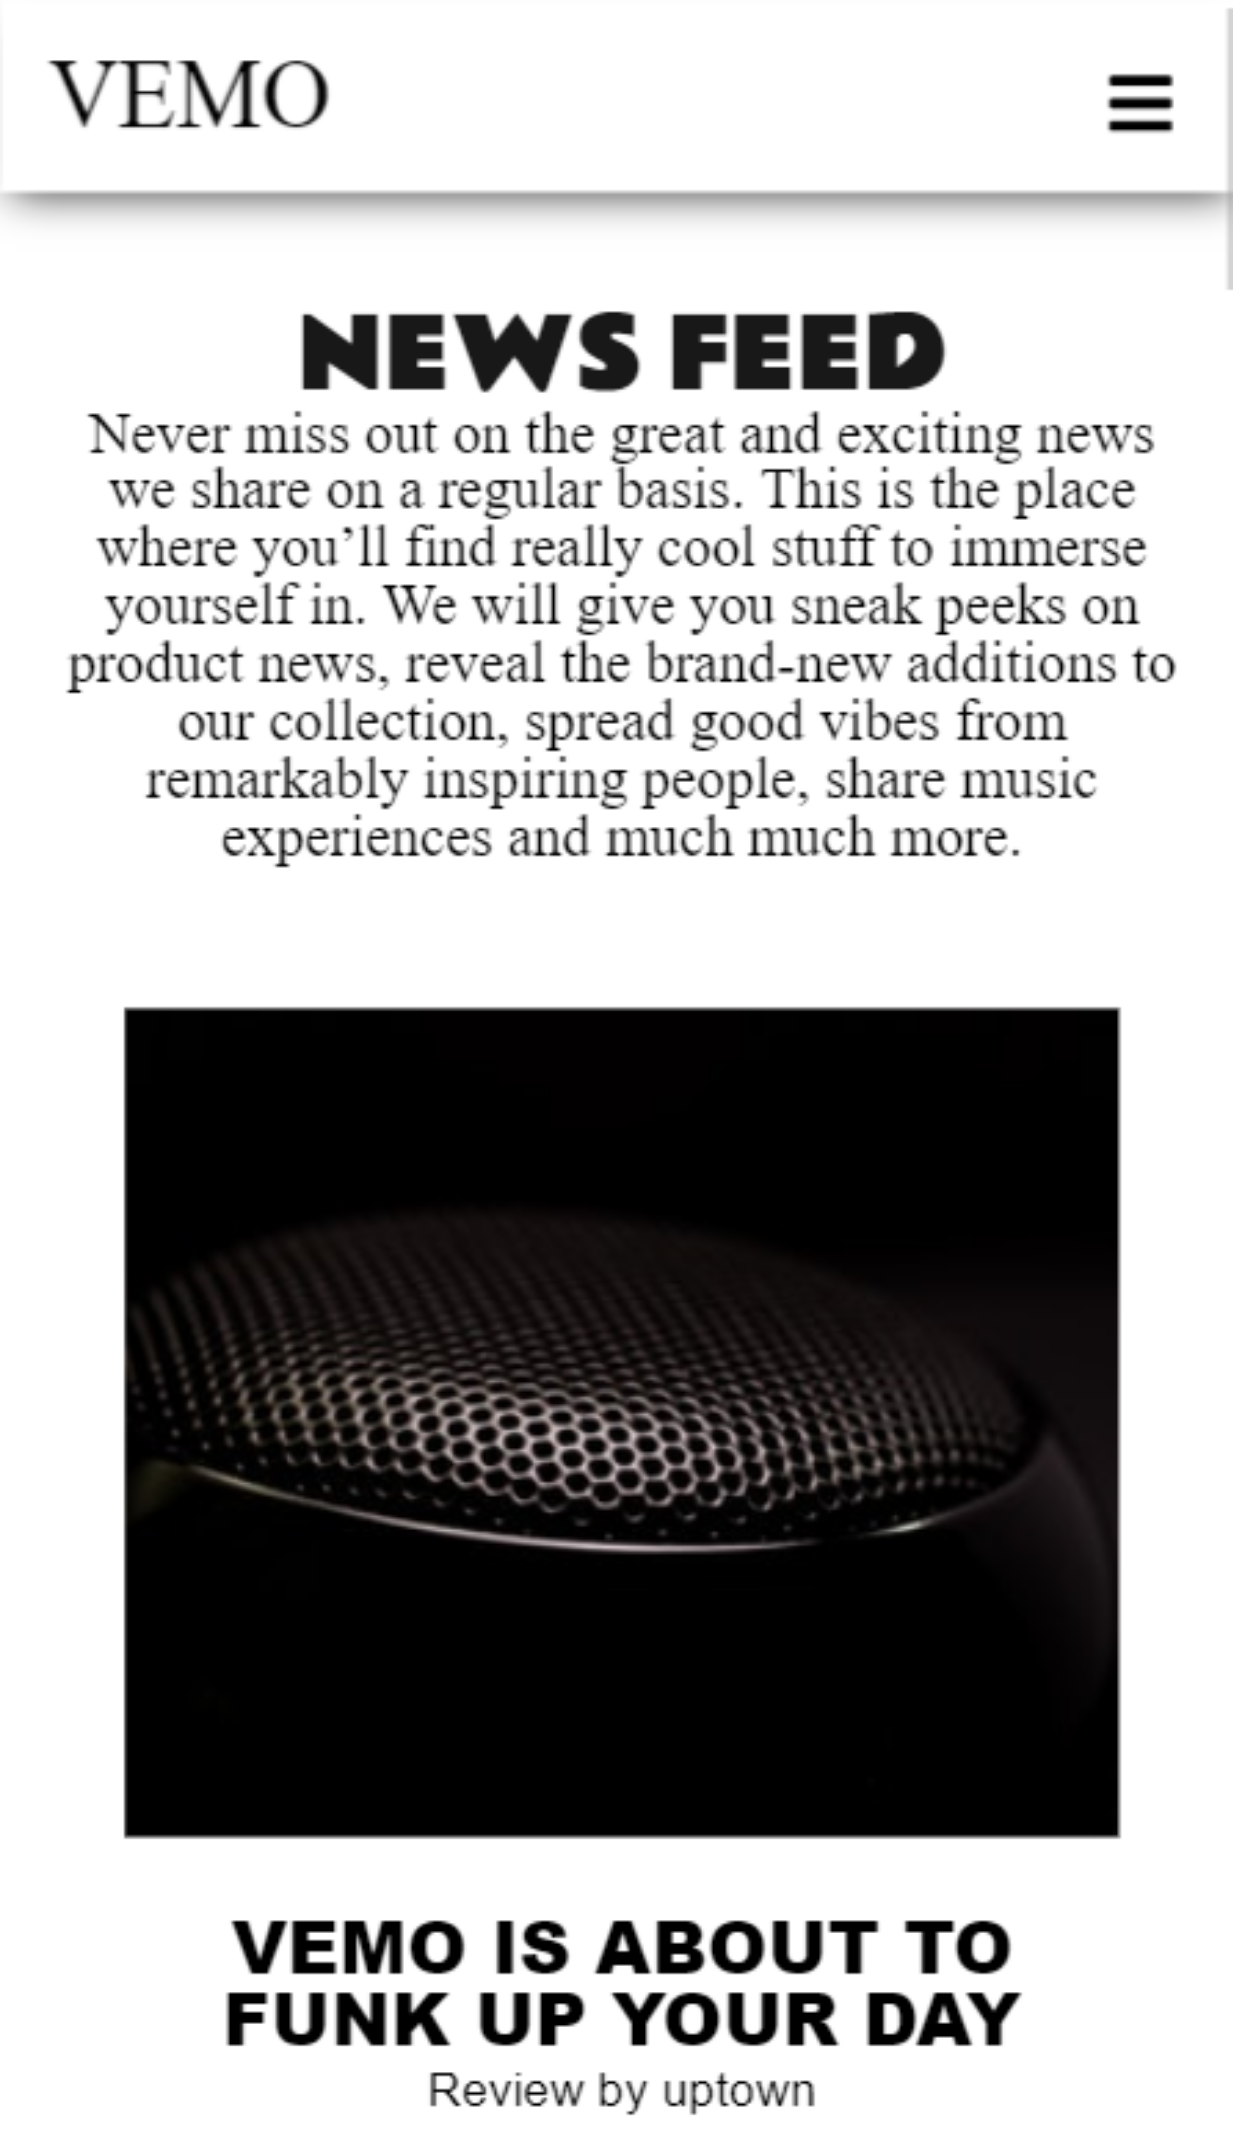 VEMO
NEWS FEED
Never miss out on the great and exciting news
we share on a regular basis. This is the place
where you’ll find really cool stuff to immerse
yourself in. We will give you sneak peeks on
product news, reveal the brand-new additions to
our collection, spread good vibes from
remarkably inspiring people, share music
experiences and much much more.
VEMO IS ABOUT TO
FUNK UP YOUR DAY
Review by uptown